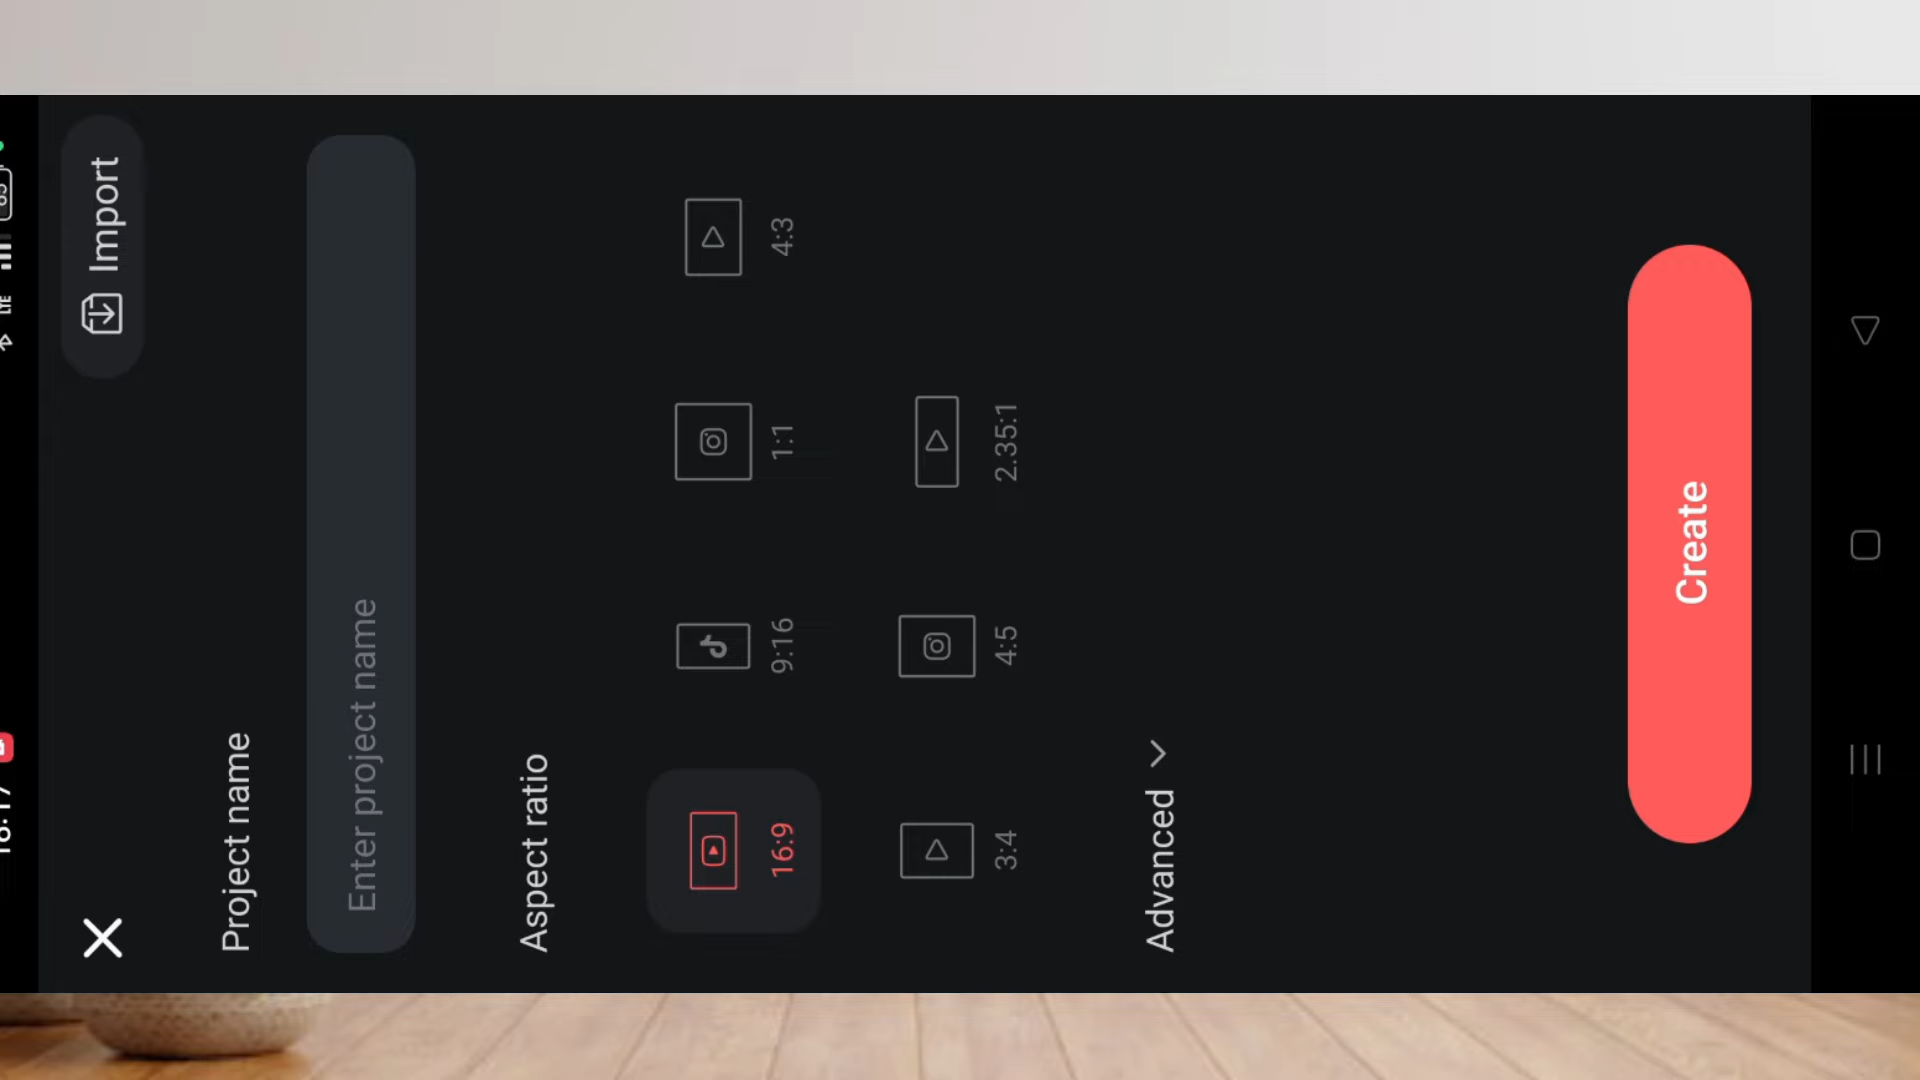 Import
Project name
Enter project name
Aspect ratio
16:9
9:16
1:1
4:3
3:4
4:5
2.35:1
Advanced
Create